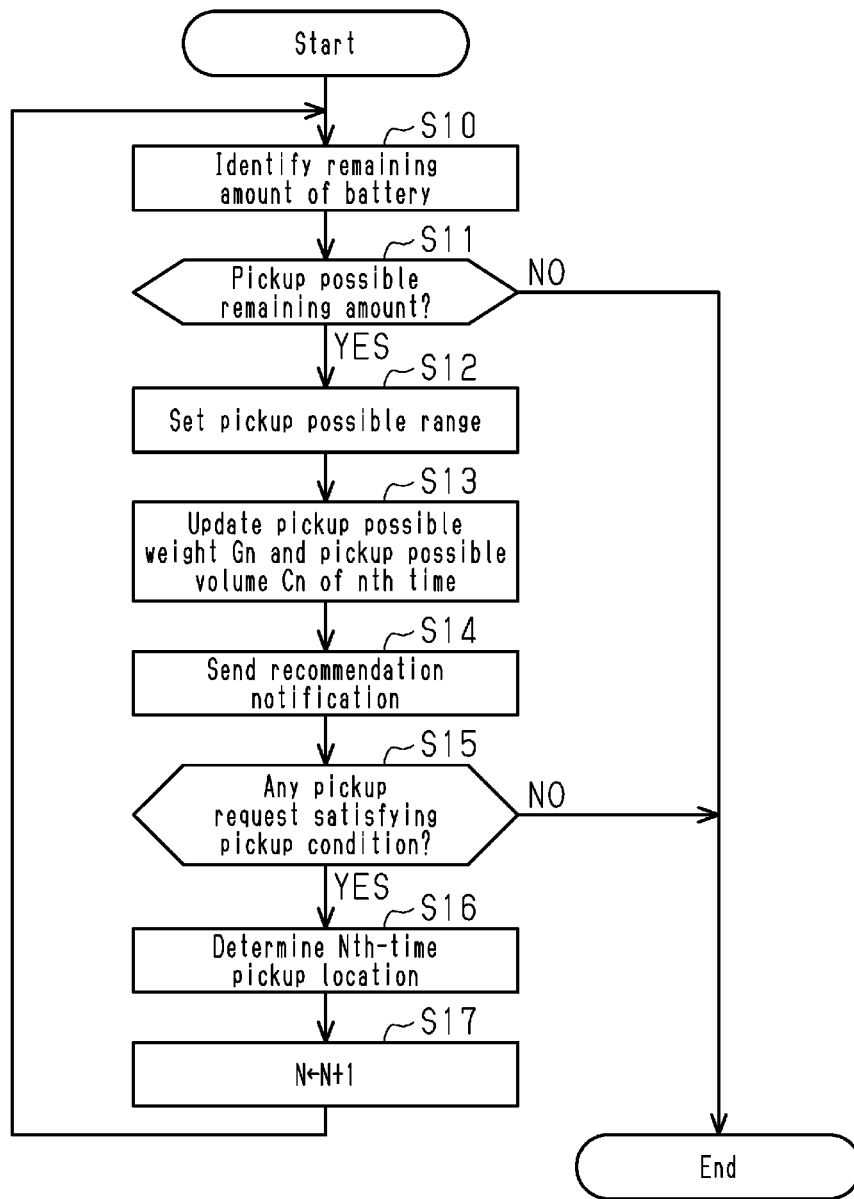 Start
S10
Identify remaining
amount of battery
S11
Pickup possible
remaining amount?
NO
YES
S12
Set pickup possible range
S13
Update pickup possible
weight Gn and pickup possible
volume Cn of nth time
S14
Send recommendation
notification
S15
Any pickup
request satisfying
pickup condition?
NO
YES
S16
Determine Nth-time
pickup location
S17
N←N+1
End